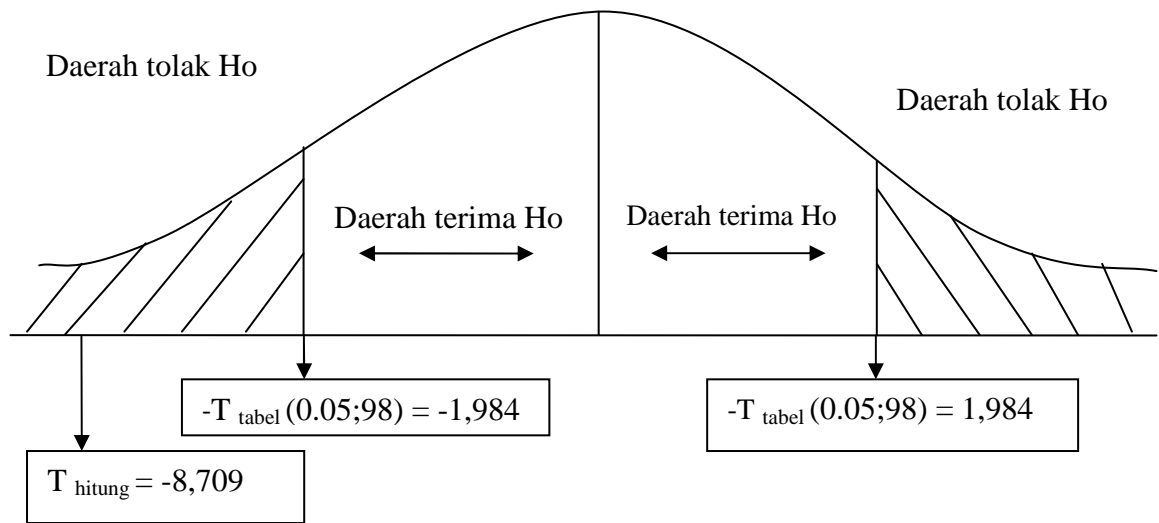 Daerah tolak Ho
Daerah tolak Ho
Daerah terima Ho
Daerah terima Ho
-T tabel (0.05;98) = -1,984
-T tabel (0.05;98) = 1,984
T hitung = -8,709